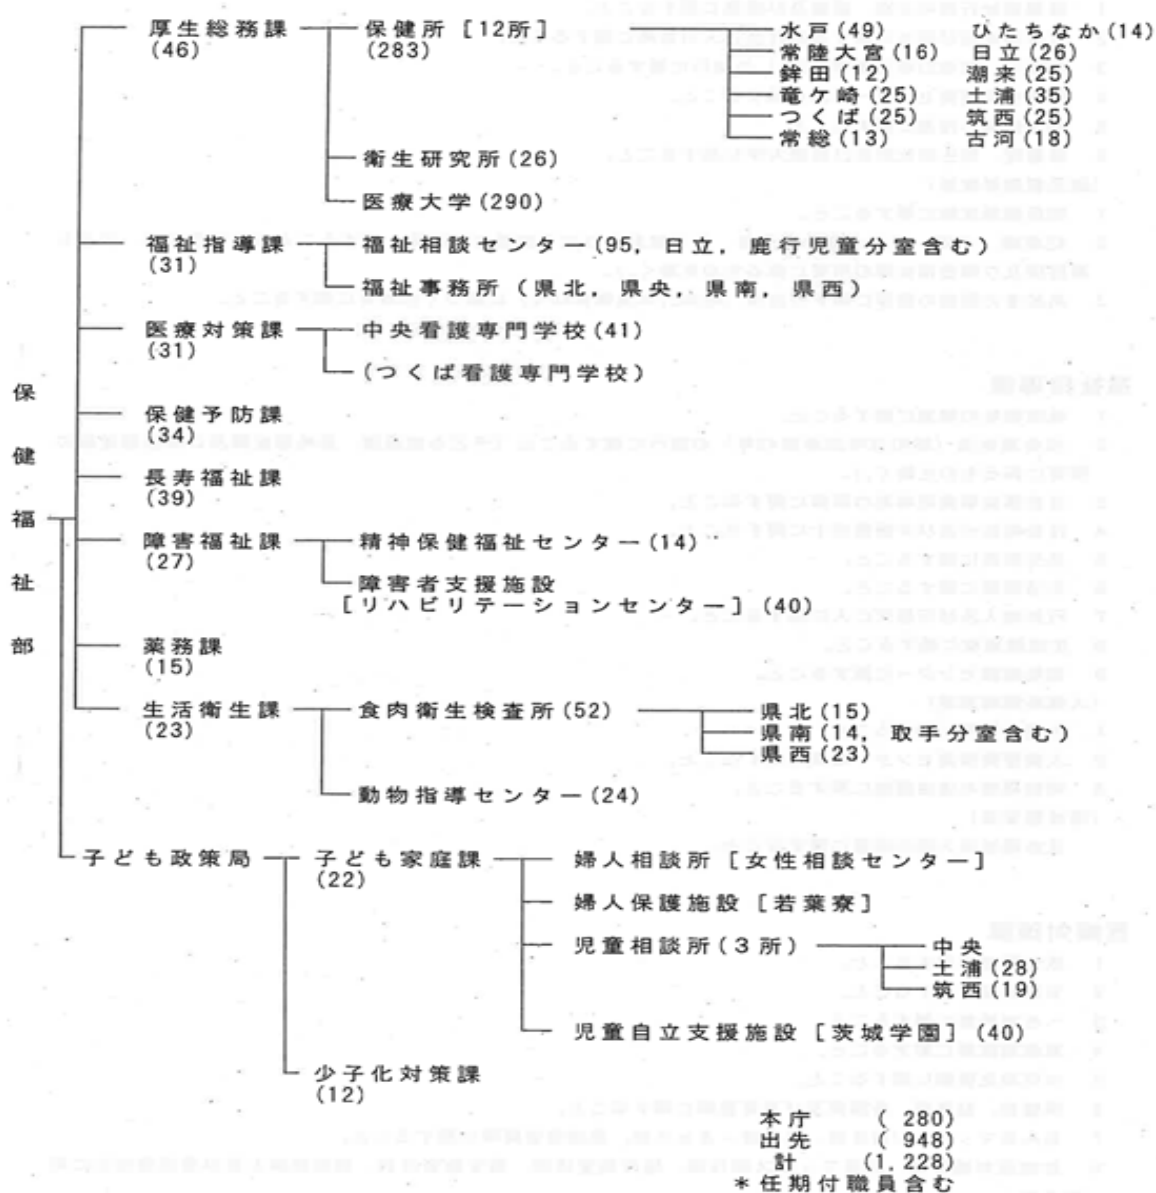 厚生総務課 保健所 [12所] 水戸(49) ひたちなか(14)
(46) (283) 常陸大宮(16) 日立(26)
鉾田(12) 潮来(25)
竜ケ崎(25) 土浦(35)
つくば(25) 筑西(25)
常総(13) 古河(18)
衛生研究所(26)
医療大学(290)
福祉指導課 福祉相談センター(95, 日立, 鹿行児童分室含む)
(31)
福祉事務所 (県北, 県央, 県南, 県西)
医療対策課 中央看護専門学校(41)
(31)
(つくば看護専門学校)
保健予防課
(34)
長寿福祉課
(39)
保健福祉部
障害福祉課 精神保健福祉センター(14)
(27)
障害者支援施設
[リハビリテーションセンター] (40)
薬務課
(15)
生活衛生課 食肉衛生検査所(52) 県北(15)
(23) 県南(14, 取手分室含む)
県西(23)
動物指導センター(24)
子ども政策局 子ども家庭課 婦人相談所 [女性相談センター]
(22)
婦人保護施設 [若葉寮]
児童相談所(3所) 中央
土浦(28)
筑西(19)
児童自立支援施設 [茨城学園] (40)
少子化対策課
(12)
本庁 ( 280)
出先 ( 948)
計 (1,228)
*任期付職員含む